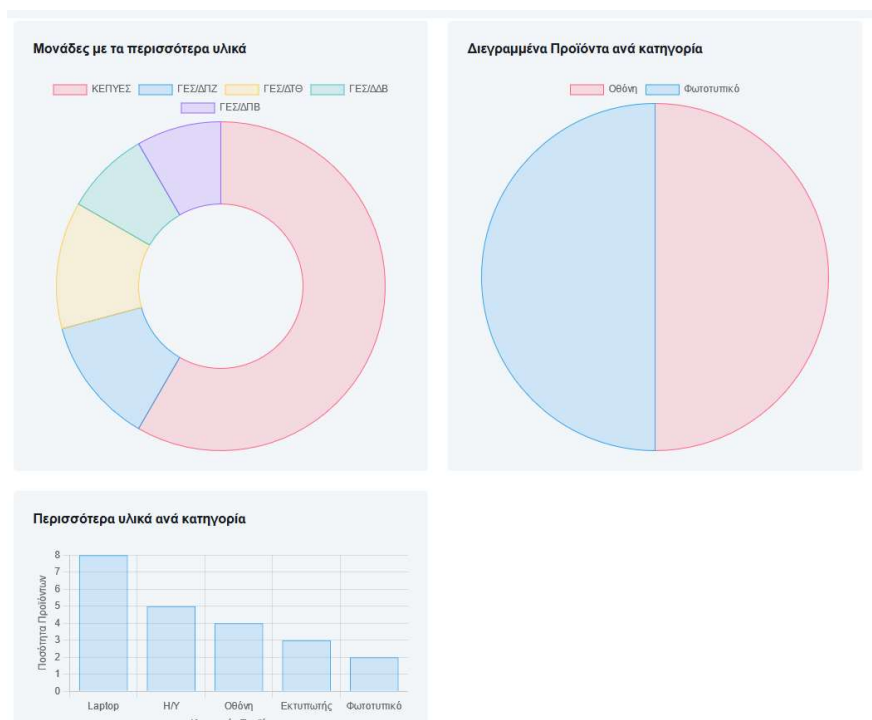 Μονάδες με τα περισσότερα υλικά
ΚΕΠΥΕΣ ΓΕΣ/ΔΠΖ ΓΕΣ/ΔΤΘ ΓΕΣ/ΔΔΒ
ΓΕΣ/ΔΠΒ
Διεγραμμένα Προϊόντα ανά κατηγορία
Οθόνη Φωτοτυπικό
Περισσότερα υλικά ανά κατηγορία
Ποσότητα Προϊόντων
8
7
6
5
4
3
2
1
0
Laptop Η/Υ Οθόνη Εκτυπωτής Φωτοτυπικό